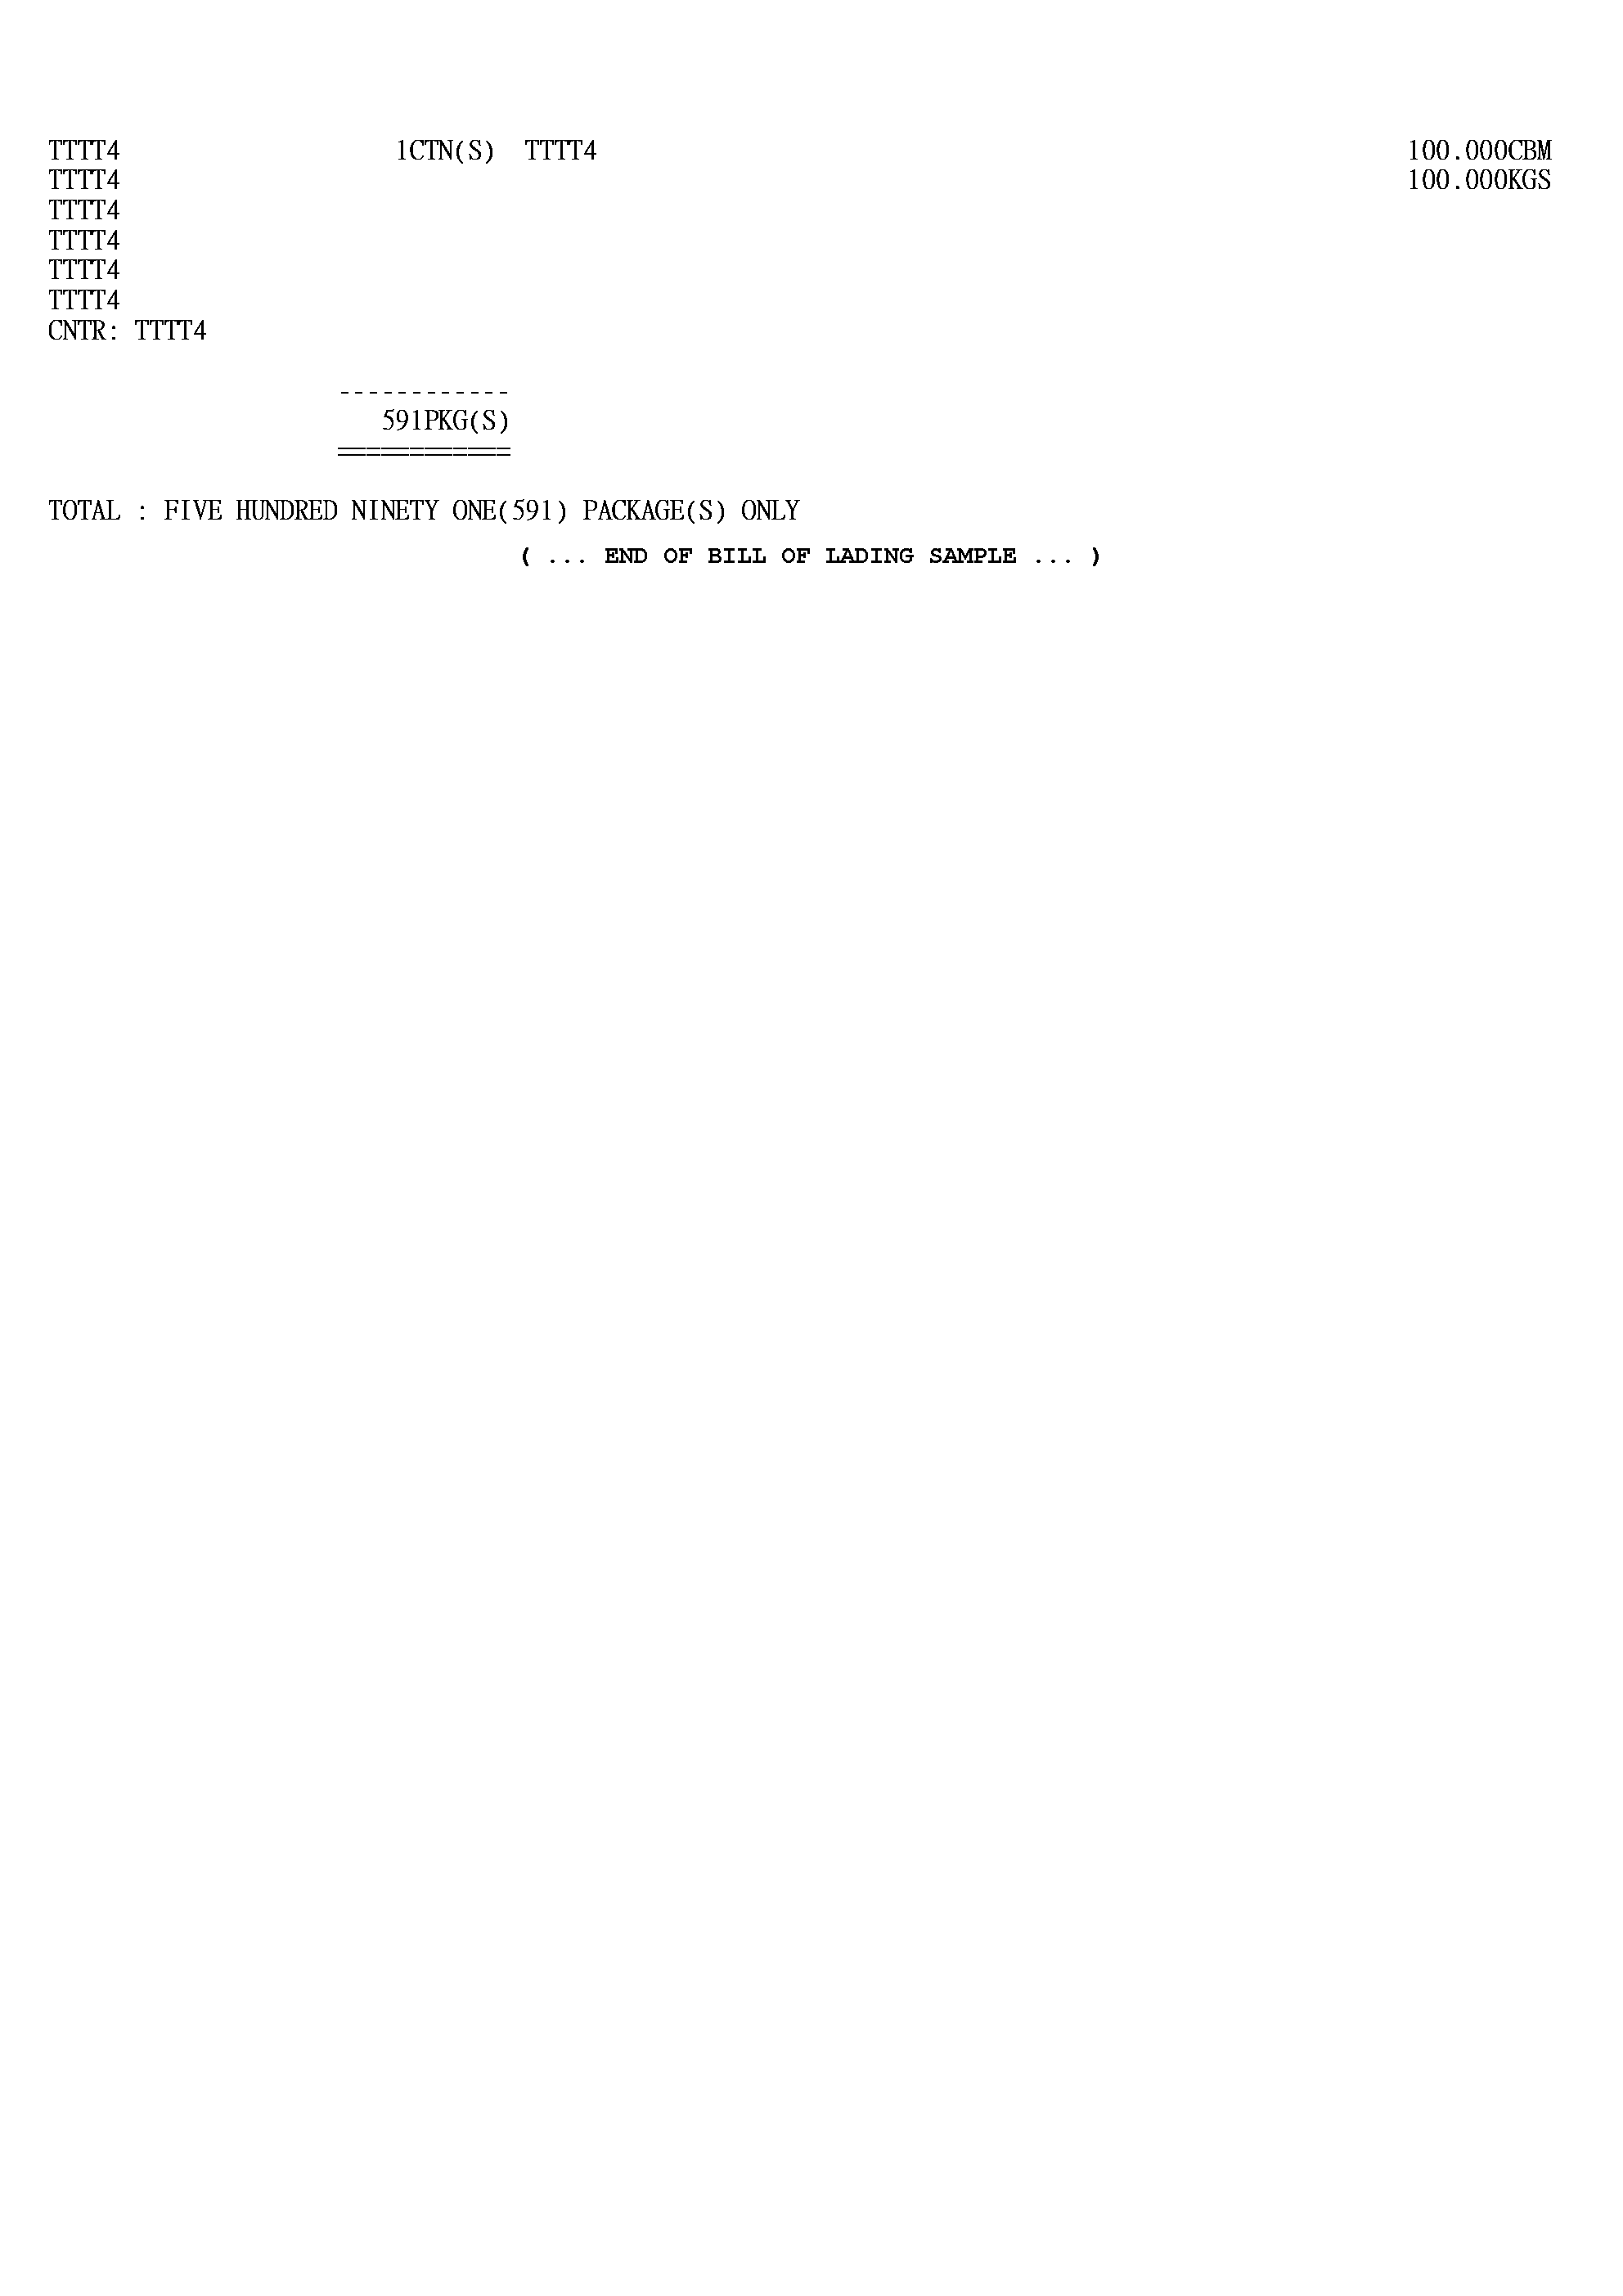 TTTT4 1CTN(S) TTTT4 100.000CBM
TTTT4 100.000KGS
TTTT4
TTTT4
TTTT4
TTTT4
CNTR: TTTT4
------------
591PKG(S)
============
TOTAL : FIVE HUNDRED NINETY ONE(591) PACKAGE(S) ONLY
( ... END OF BILL OF LADING SAMPLE ... )